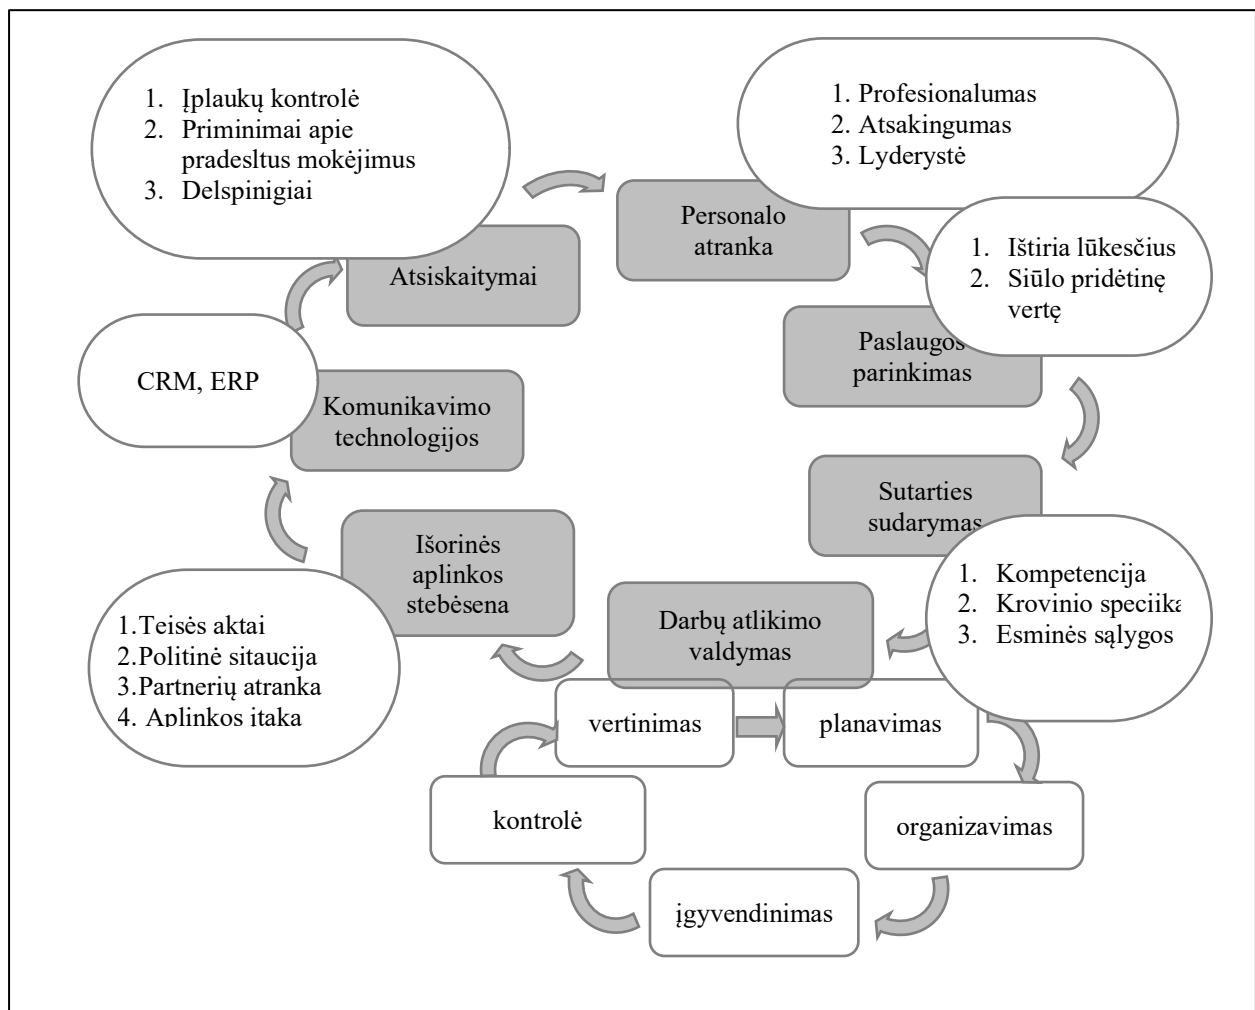 1. Įplaukų kontrolė
2. Priminimai apie
pradesltus mokėjimus
3. Delspinigiai
1. Profesionalumas
2. Atsakingumas
3. Lyderystė
Personalo
atranka
1. Ištiria lūkesčius
2. Siūlo pridėtinę
vertę
Atsiskaitymai
Paslaugos
parinkimas
CRM, ERP
Komunikavimo
technologijos
Sutarties
sudarymas
Išorinės
aplinkos
stebėsena
1. Kompetencija
2. Krovinio speciika
3. Esminės sąlygos
Darbų atlikimo
valdymas
1.Teisės aktai
2.Politinė sitaucija
3.Partnerių atranka
4. Aplinkos itaka
vertinimas
planavimas
kontrolė
organizavimas
įgyvendinimas